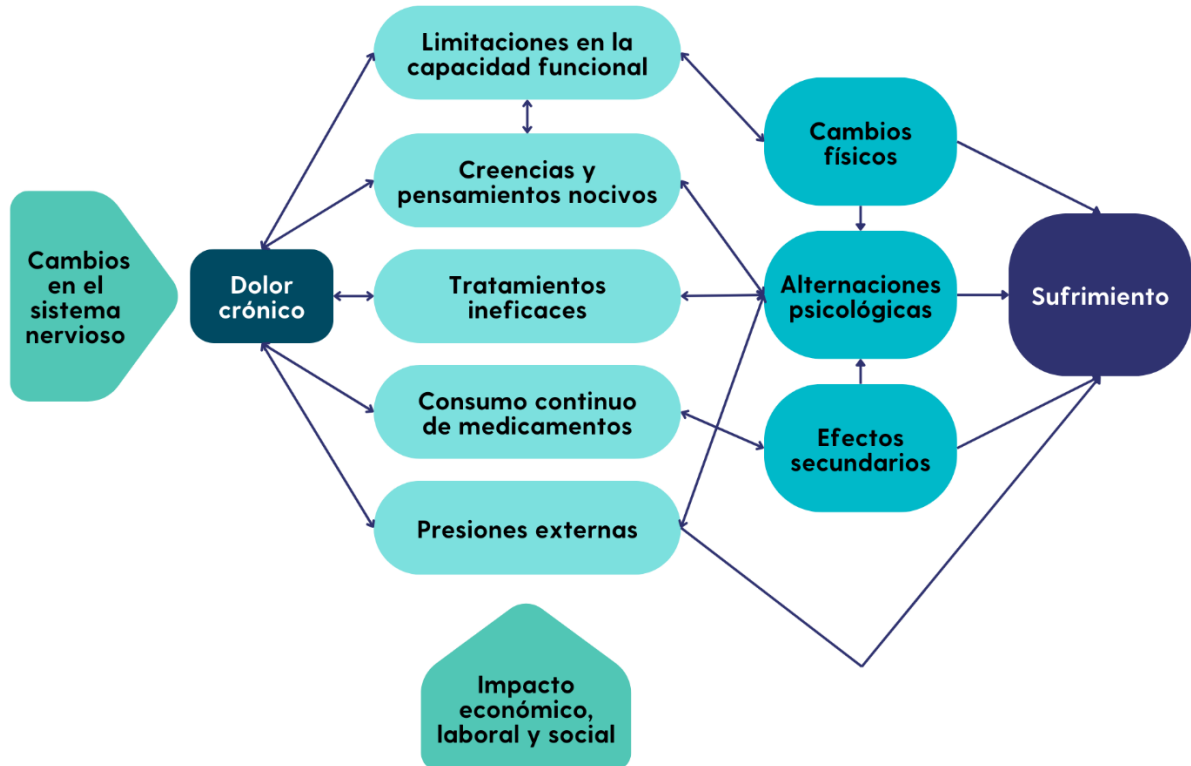 Limitaciones en la
capacidad funcional
Creencias y
pensamientos nocivos
Cambios
en el
sistema
nervioso
Dolor
crónico
Tratamientos
ineficaces
Consumo continuo
de medicamentos
Presiones externas
Impacto
económico,
laboral y social
Cambios
físicos
Alternaciones
psicológicas
Efectos
secundarios
Sufrimiento